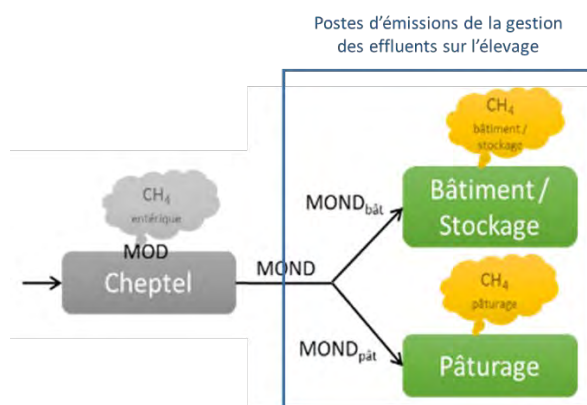 Postes d’émissions de la gestion
des effluents sur l’élevage
CH₄
bâtiment /
stockage
Bâtiment /
Stockage
MONDbât
CH₄
entérique
MOD
Cheptel
MOND
CH₄
pâturage
MONDpât
Pâturage